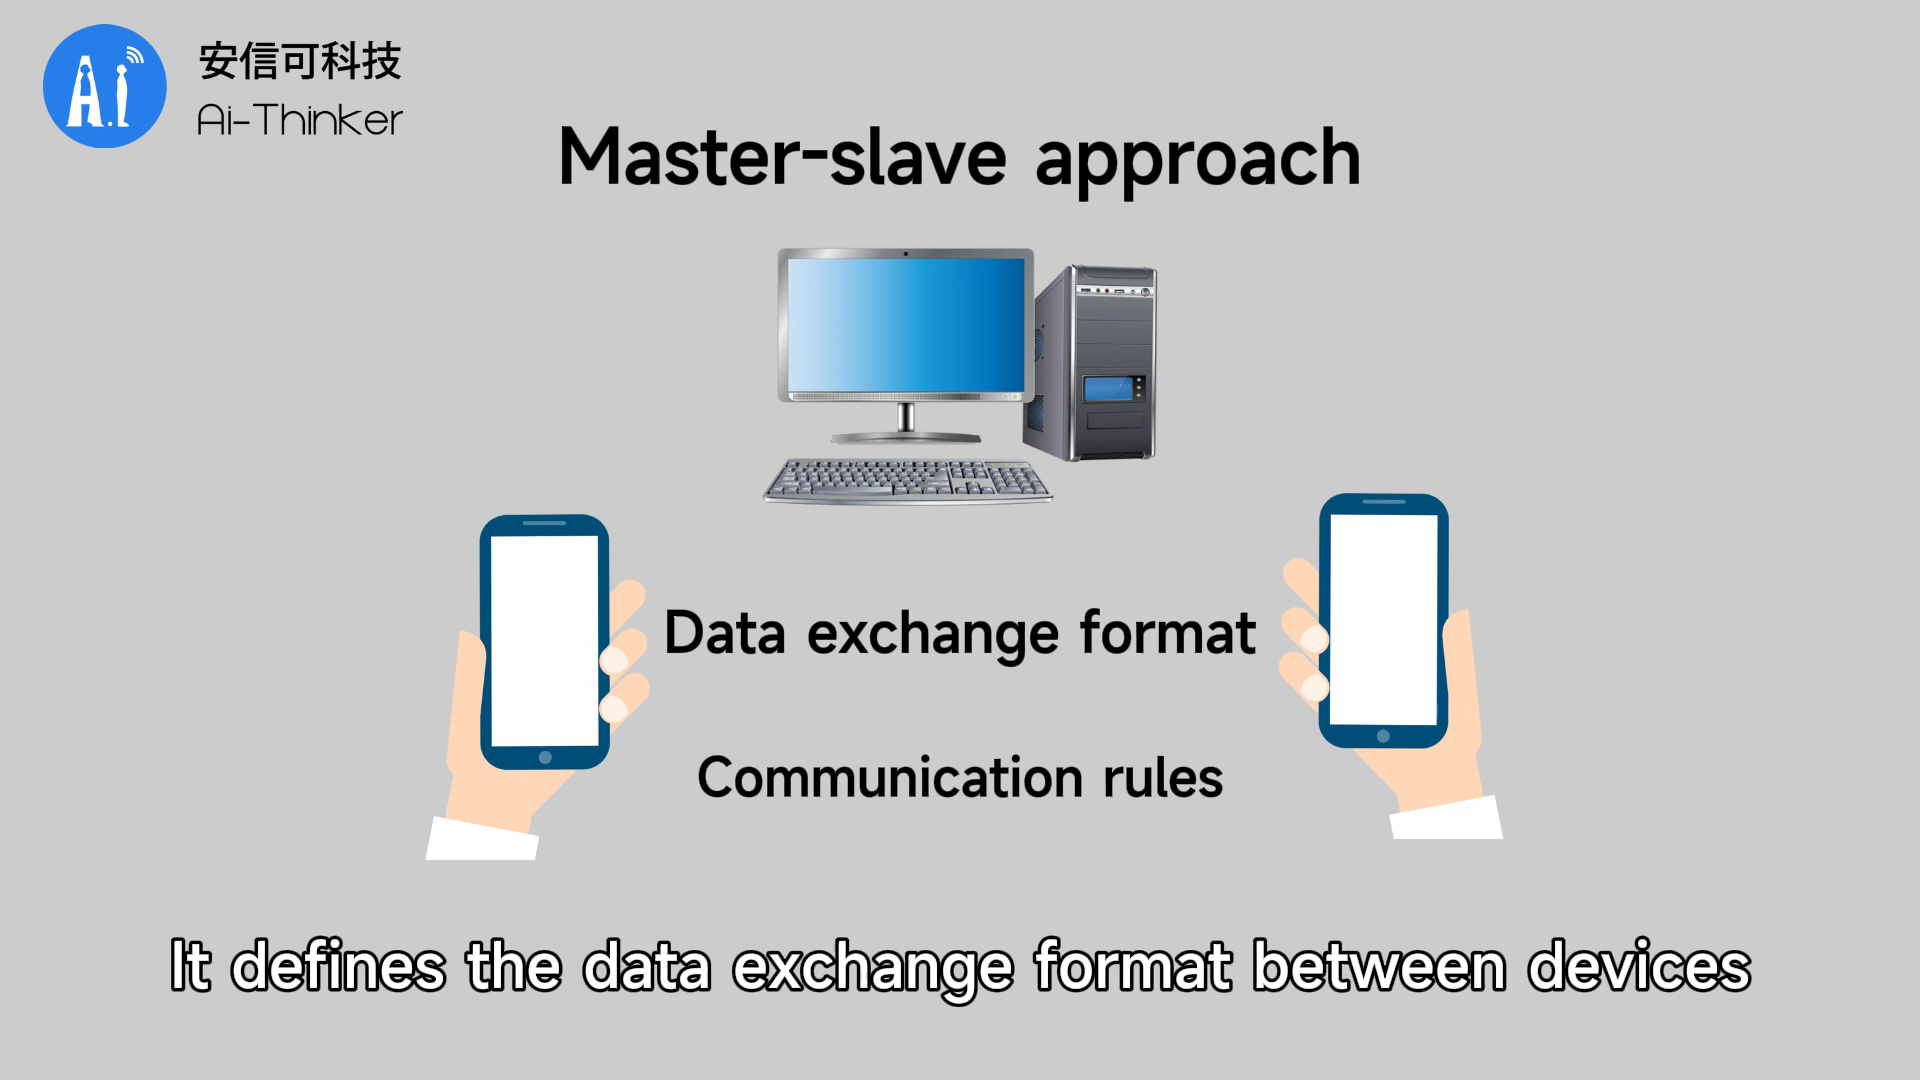 安信可科技
Ai-Thinker
Master-slave approach
Data exchange format
Communication rules
It defines the data exchange format between devices